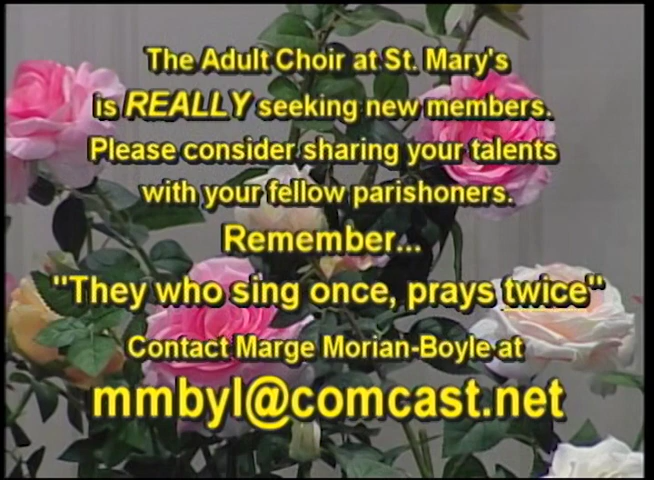 The Adult Choir at St. Mary's
is REALLY seeking new members.
Please consider sharing your talents
with your fellow parishoners.
Remember...
"They who sing once, prays twice"
Contact Marge Morian-Boyle at
mmbyl@comcast.net